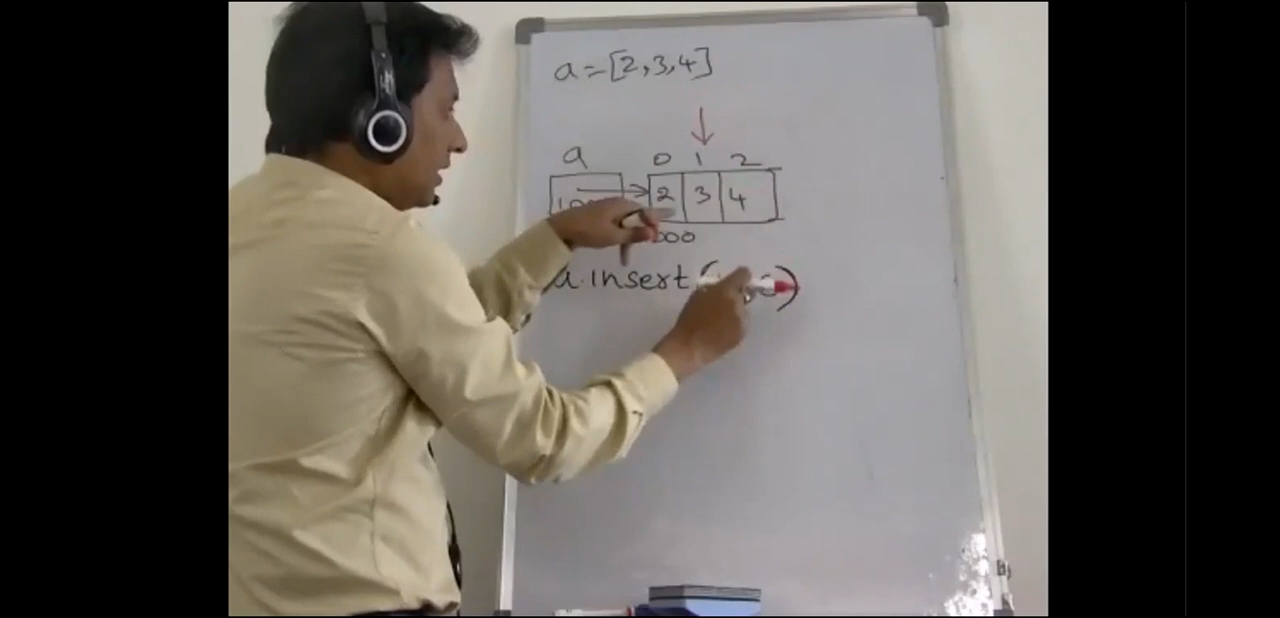 a=[2,3,4]
a 0 1 2
2 3 4
a.insert( )